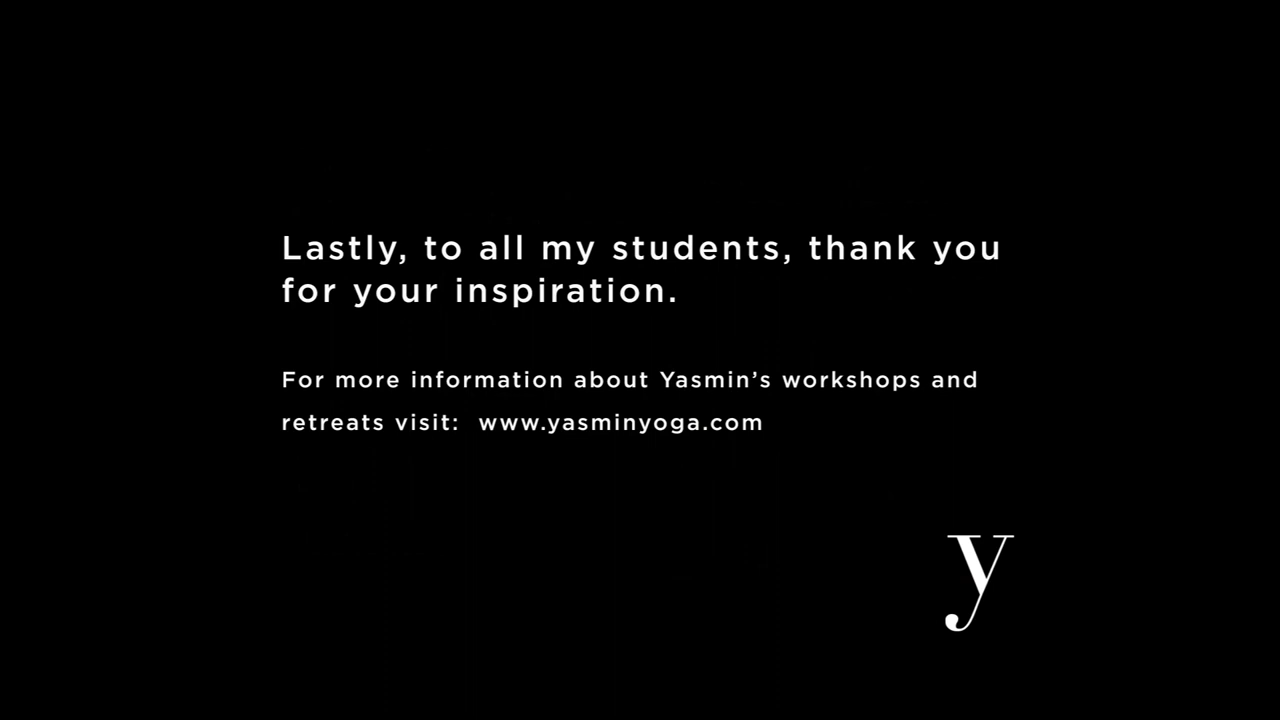 Lastly, to all my students, thank you
for your inspiration.
For more information about Yasmin’s workshops and
retreats visit: www.yasminyoga.com
y